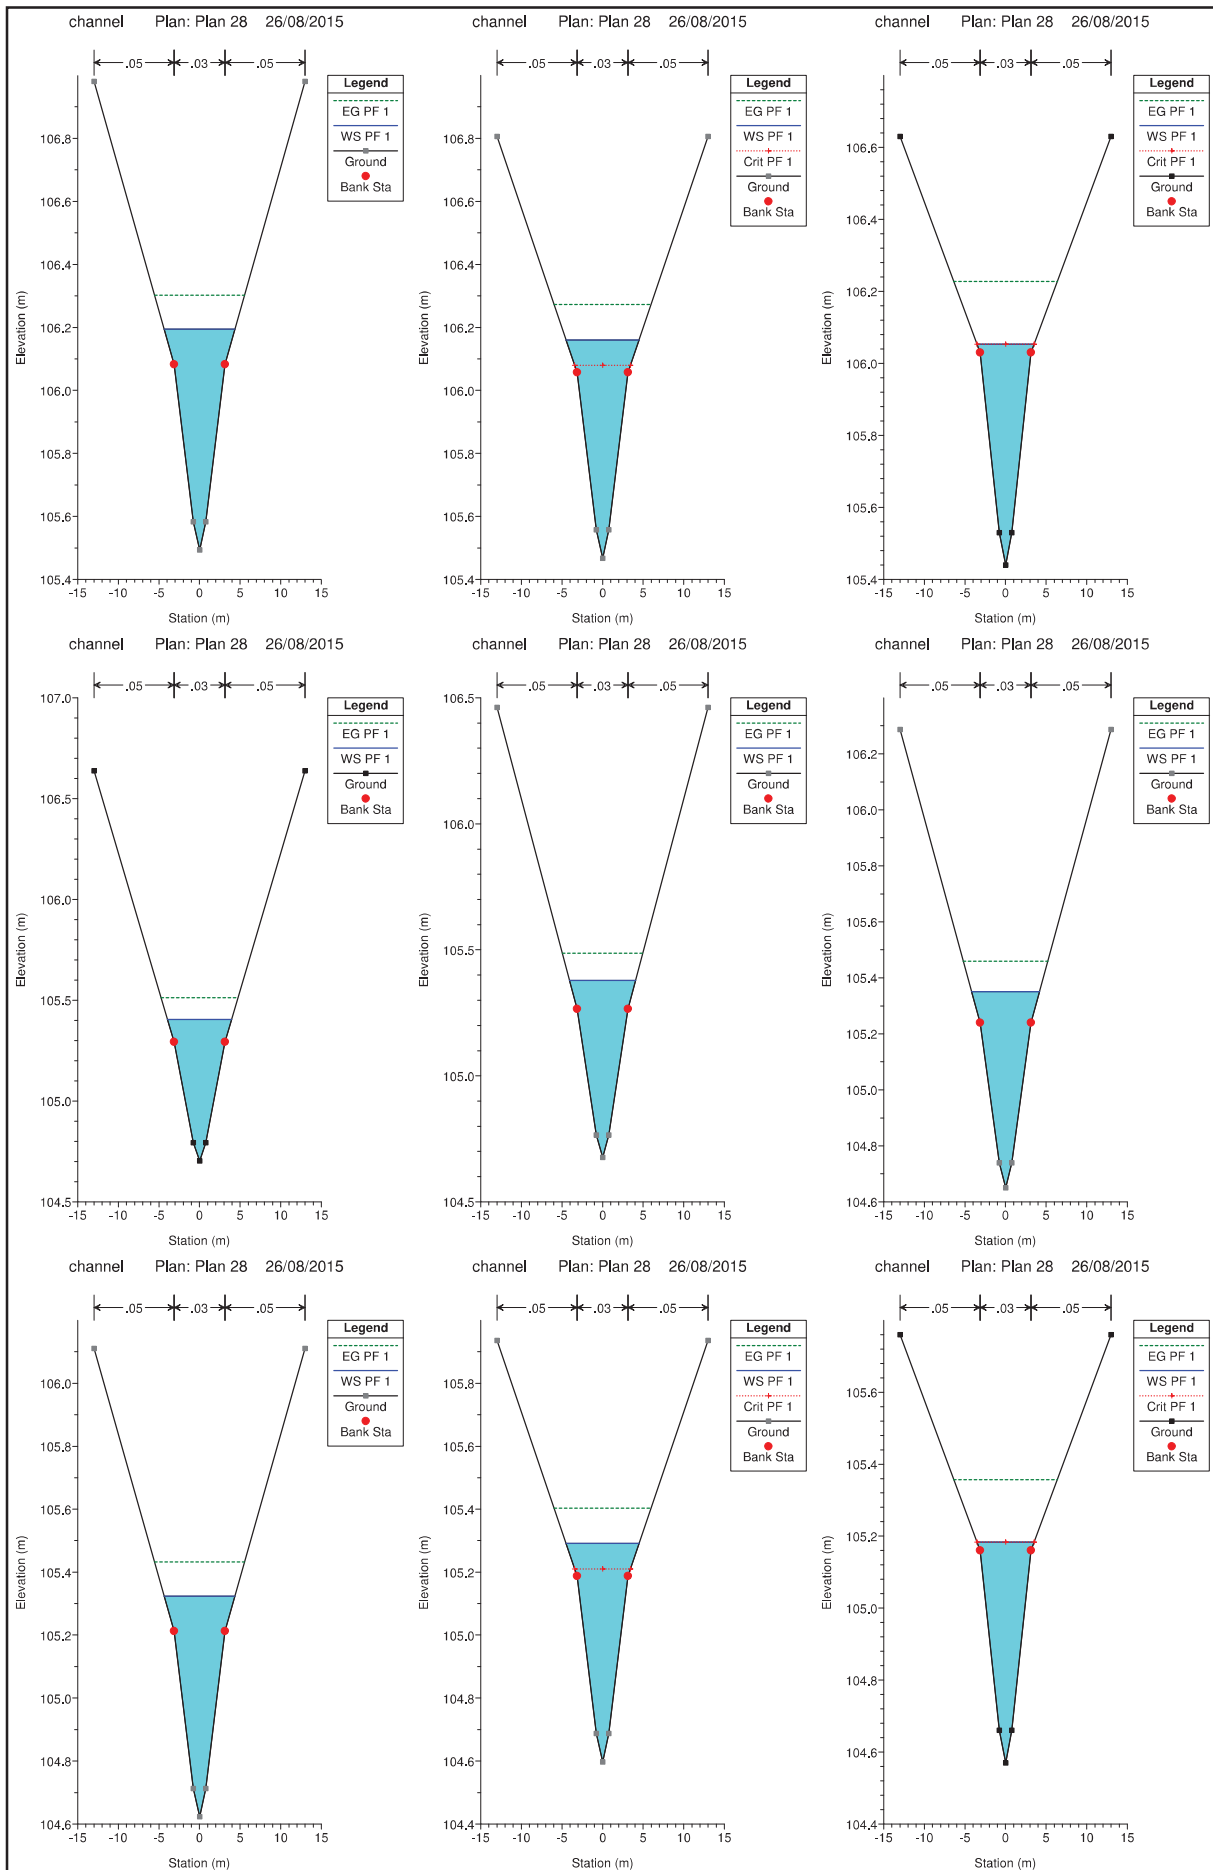 channel Plan: Plan 28 26/08/2015
.05 .03 .05
Legend
EG PF 1
WS PF 1
Ground
Bank Sta
106.8
106.6
106.4
106.2
106.0
105.8
105.6
105.4
Elevation (m)
-15 -10 -5 0 5 10 15
Station (m)
channel Plan: Plan 28 26/08/2015
.05 .03 .05
Legend
EG PF 1
WS PF 1
Crit PF 1
Ground
Bank Sta
106.8
106.6
106.4
106.2
106.0
105.8
105.6
105.4
Elevation (m)
-15 -10 -5 0 5 10 15
Station (m)
channel Plan: Plan 28 26/08/2015
.05 .03 .05
Legend
EG PF 1
WS PF 1
Crit PF 1
Ground
Bank Sta
106.6
106.4
106.2
106.0
105.8
105.6
105.4
Elevation (m)
-15 -10 -5 0 5 10 15
Station (m)
channel Plan: Plan 28 26/08/2015
.05 .03 .05
Legend
EG PF 1
WS PF 1
Ground
Bank Sta
107.0
106.5
106.0
105.5
105.0
104.5
Elevation (m)
-15 -10 -5 0 5 10 15
Station (m)
channel Plan: Plan 28 26/08/2015
.05 .03 .05
Legend
EG PF 1
WS PF 1
Ground
Bank Sta
106.5
106.0
105.5
105.0
104.5
Elevation (m)
-15 -10 -5 0 5 10 15
Station (m)
channel Plan: Plan 28 26/08/2015
.05 .03 .05
Legend
EG PF 1
WS PF 1
Ground
Bank Sta
106.2
106.0
105.8
105.6
105.4
105.2
105.0
104.8
104.6
Elevation (m)
-15 -10 -5 0 5 10 15
Station (m)
channel Plan: Plan 28 26/08/2015
.05 .03 .05
Legend
EG PF 1
WS PF 1
Ground
Bank Sta
106.0
105.8
105.6
105.4
105.2
105.0
104.8
104.6
Elevation (m)
-15 -10 -5 0 5 10 15
Station (m)
channel Plan: Plan 28 26/08/2015
.05 .03 .05
Legend
EG PF 1
WS PF 1
Crit PF 1
Ground
Bank Sta
105.8
105.6
105.4
105.2
105.0
104.8
104.6
104.4
Elevation (m)
-15 -10 -5 0 5 10 15
Station (m)
channel Plan: Plan 28 26/08/2015
.05 .03 .05
Legend
EG PF 1
WS PF 1
Crit PF 1
Ground
Bank Sta
105.6
105.4
105.2
105.0
104.8
104.6
104.4
Elevation (m)
-15 -10 -5 0 5 10 15
Station (m)